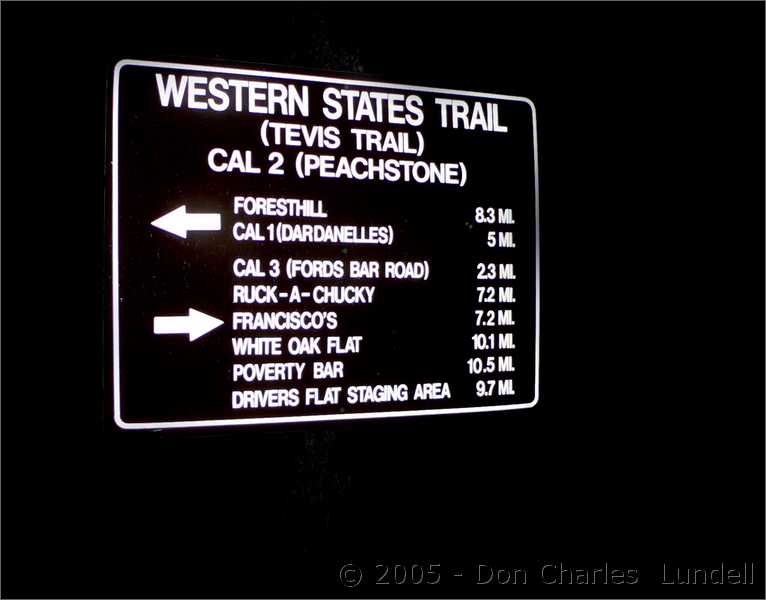 WESTERN STATES TRAIL
(TEVIS TRAIL)
CAL 2 (PEACHSTONE)
FORESTHILL 8.3 MI.
CAL 1 (DARDANELLES) 5 MI.
CAL 3 (FORDS BAR ROAD) 2.3 MI.
RUCK-A-CHUCKY 7.2 MI.
FRANCISCO'S 7.2 MI.
WHITE OAK FLAT 10.1 MI.
POVERTY BAR 10.5 MI.
DRIVERS FLAT STAGING AREA 9.7 MI.
© 2005 - Don Charles Lundell